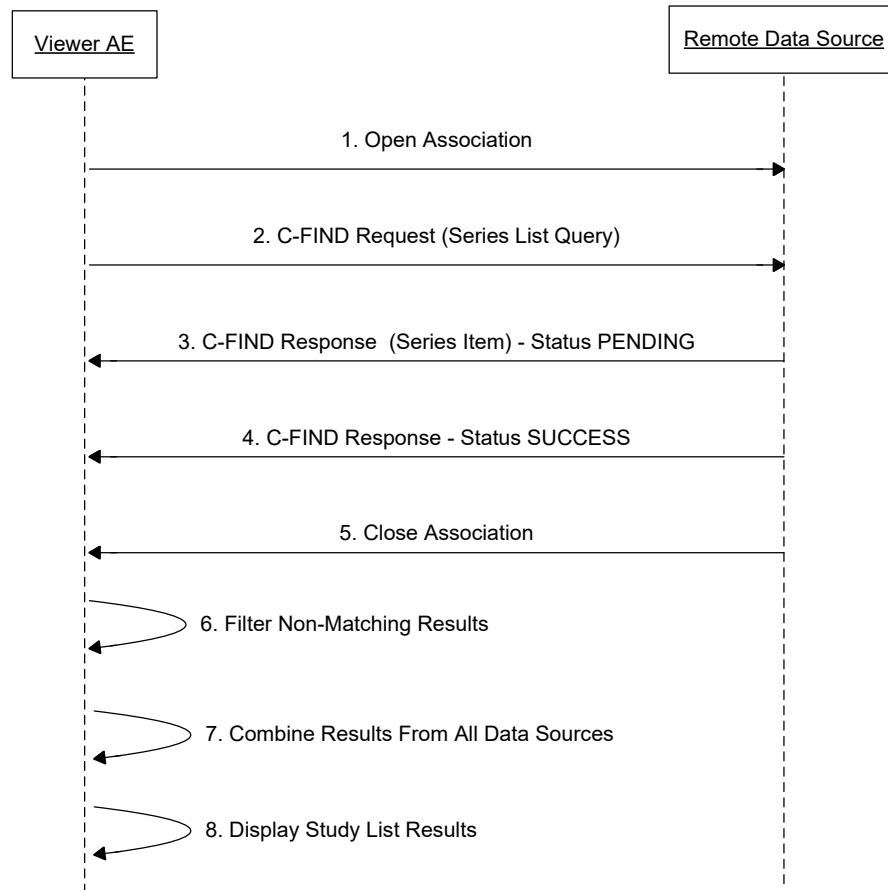 Viewer AE
Remote Data Source
1. Open Association
2. C-FIND Request (Series List Query)
3. C-FIND Response  (Series Item) - Status PENDING
4. C-FIND Response - Status SUCCESS
5. Close Association
6. Filter Non-Matching Results
7. Combine Results From All Data Sources
8. Display Study List Results